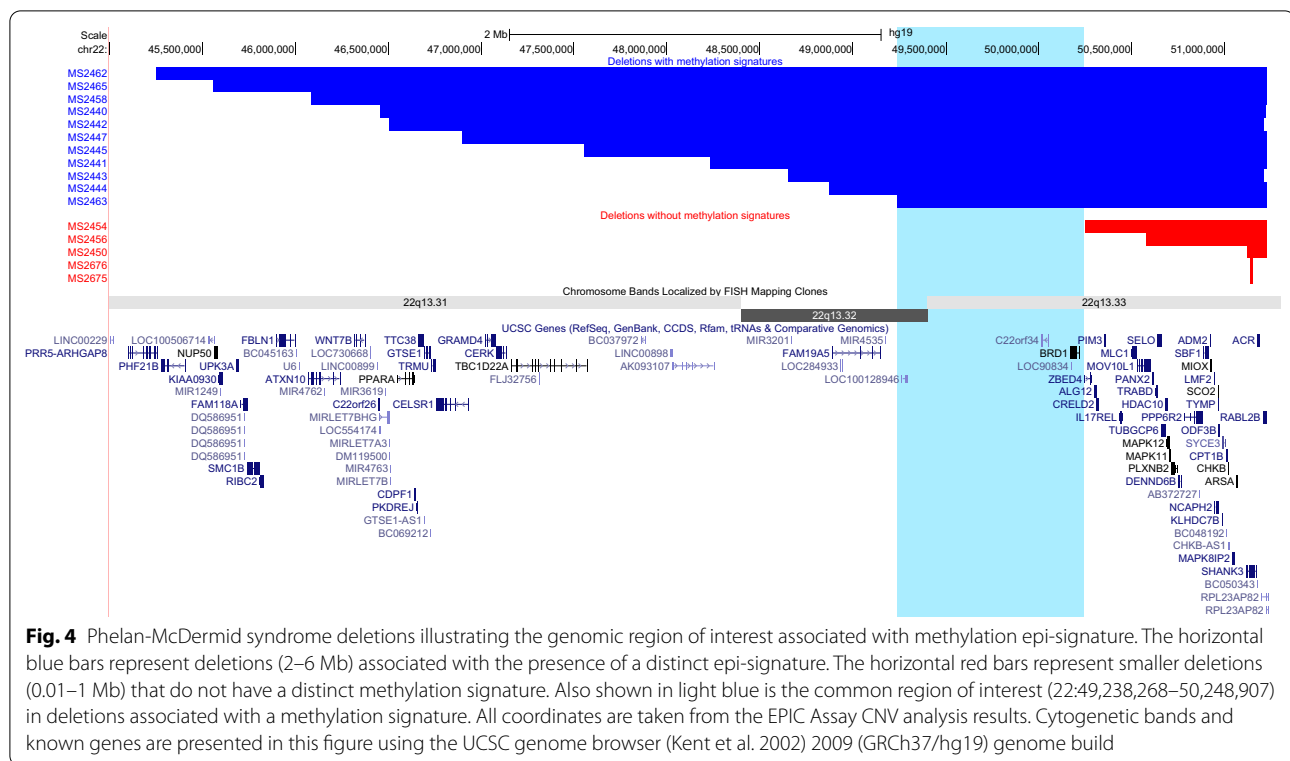 Scale 2 Mb hg19
chr22: 45,500,000 46,000,000 46,500,000 47,000,000 47,500,000 48,000,000 48,500,000 49,000,000 49,500,000 50,000,000 50,500,000 51,000,000
Deletions with methylation signatures
MS2462
MS2465
MS2458
MS2440
MS2442
MS2447
MS2445
MS2441
MS2443
MS2444
MS2463
Deletions without methylation signatures
MS2454
MS2456
MS2450
MS2676
MS2675
Chromosome Bands Localized by FISH Mapping Clones
22q13.31 22q13.33
22q13.32
UCSC Genes (RefSeq, GenBank, CCDS, Rfam, tRNAs & Comparative Genomics)
LINC00229 LOC100506714 FBLN1 WNT7B TTC38 GRAMD4 BC037972 MIR3201 MIR4535 C22orf34 PIM3 SELO ADM2 ACR
PRR5-ARHGAP8 NUP50 BC045163 LOC730668 GTSE1 CERK LINC00898 FAM19A5 BRD1 MLC1 SBF1
PHF21B UPK3A U6 LINC00899 TRMU TBC1D22A AK093107 LOC284933 LOC90834 MOV10L1 MIOX
KIAA0930 ATXN10 PPARA FLJ32756 LOC100128946 ZBED4 PANX2 LMF2
MIR1249 MIR4762 MIR3619 ALG12 TRABD SCO2
FAM118A C22orf26 CELSR1 CRELD2 HDAC10 TYMP
DQ586951 MIRLET7BHG IL17REL PPP6R2 RABL2B
DQ586951 LOC554174 TUBGCP6 ODF3B
DQ586951 MIRLET7A3 MAPK12 SYCE3
DQ586951 DM119500 MAPK11 CPT1B
SMC1B MIR4763 PLXNB2 CHKB
RIBC2 MIRLET7B DENND6B ARSA
CDPF1 AB372727
PKDREJ NCAPH2
GTSE1-AS1 KLHDC7B
BC069212 BC048192
CHKB-AS1
MAPK8IP2
SHANK3
BC050343
RPL23AP82
RPL23AP82
Fig. 4 Phelan-McDermid syndrome deletions illustrating the genomic region of interest associated with methylation epi-signature. The horizontal
blue bars represent deletions (2–6 Mb) associated with the presence of a distinct epi-signature. The horizontal red bars represent smaller deletions
(0.01–1 Mb) that do not have a distinct methylation signature. Also shown in light blue is the common region of interest (22:49,238,268–50,248,907)
in deletions associated with a methylation signature. All coordinates are taken from the EPIC Assay CNV analysis results. Cytogenetic bands and
known genes are presented in this figure using the UCSC genome browser (Kent et al. 2002) 2009 (GRCh37/hg19) genome build